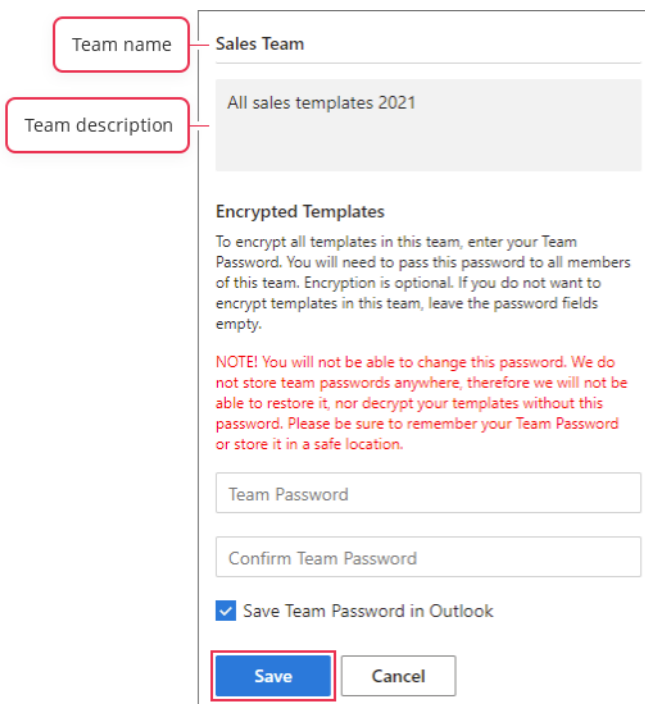 Team name
Sales Team
Team description
All sales templates 2021
Encrypted Templates
To encrypt all templates in this team, enter your Team
Password. You will need to pass this password to all members
of this team. Encryption is optional. If you do not want to
encrypt templates in this team, leave the password fields
empty.
NOTE! You will not be able to change this password. We do
not store team passwords anywhere, therefore we will not be
able to restore it, nor decrypt your templates without this
password. Please be sure to remember your Team Password
or store it in a safe location.
Team Password
Confirm Team Password
Save Team Password in Outlook
Save
Cancel